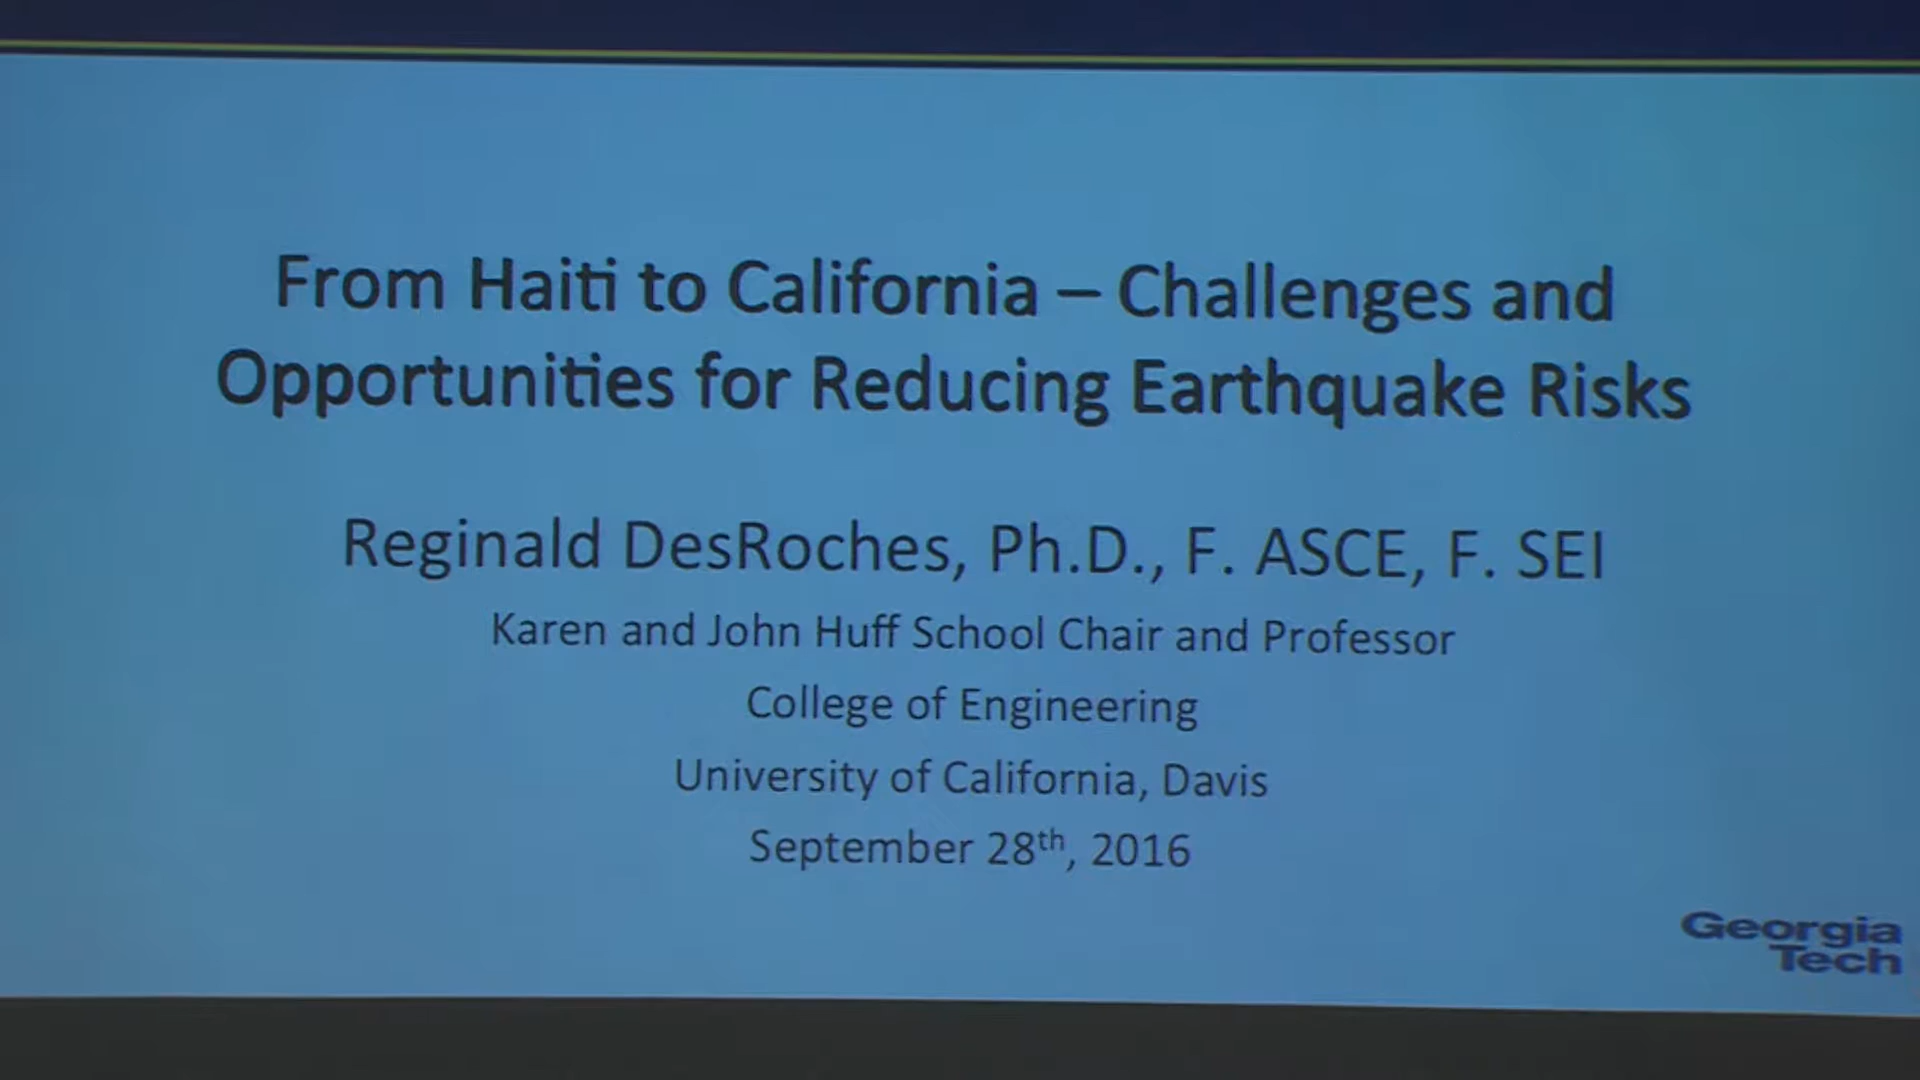 From Haiti to California – Challenges and
Opportunities for Reducing Earthquake Risks
Reginald DesRoches, Ph.D., F. ASCE, F. SEI
Karen and John Huff School Chair and Professor
College of Engineering
University of California, Davis
September 28th, 2016
Georgia
Tech